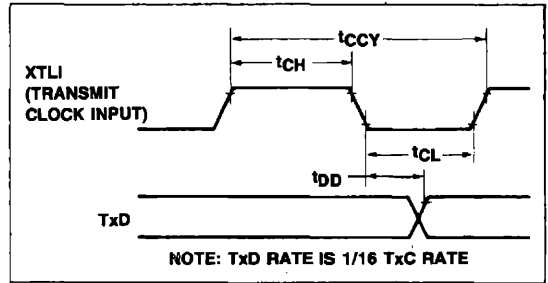 tCCY
tCH
XTLI
(TRANSMIT
CLOCK INPUT)
tCL
tDD
TxD
NOTE: TxD RATE IS 1/16 TxC RATE